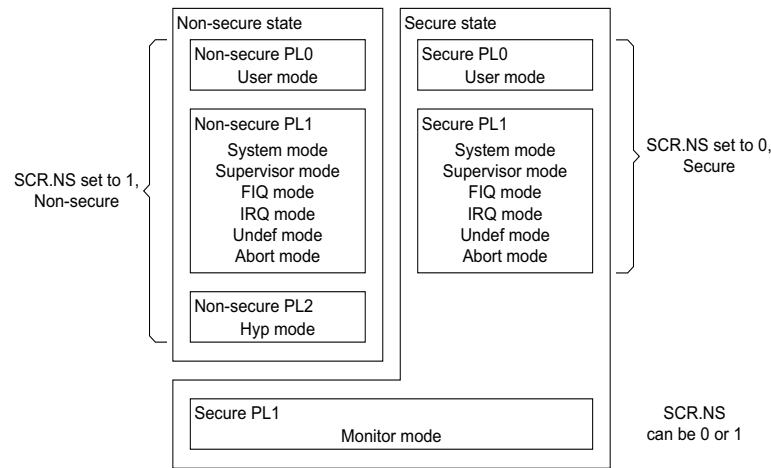 Non-secure state
Non-secure PL0
User mode
Non-secure PL1
System mode
Supervisor mode
FIQ mode
IRQ mode
Undef mode
Abort mode
Non-secure PL2
Hyp mode
SCR.NS set to 1,
Non-secure
Secure state
Secure PL0
User mode
Secure PL1
System mode
Supervisor mode
FIQ mode
IRQ mode
Undef mode
Abort mode
SCR.NS set to 0,
Secure
Secure PL1
Monitor mode
SCR.NS
can be 0 or 1